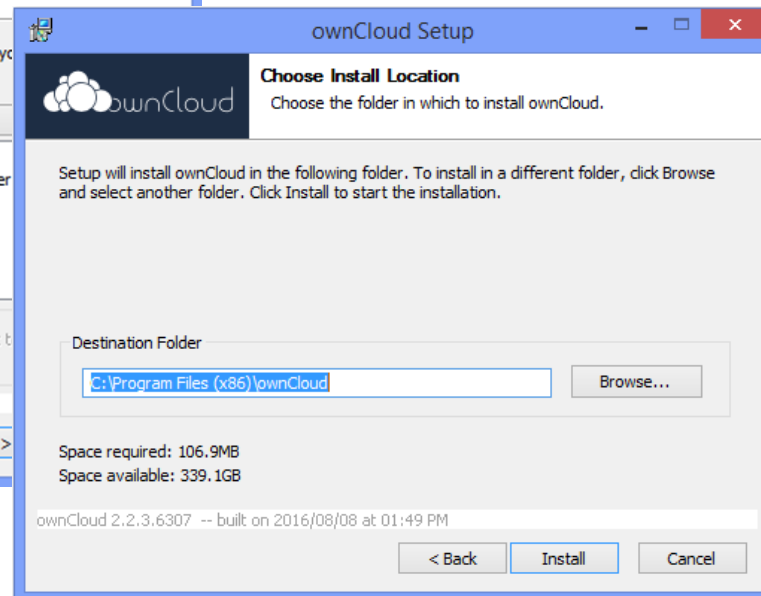 ownCloud Setup
ownCloud
Choose Install Location
Choose the folder in which to install ownCloud.
Setup will install ownCloud in the following folder. To install in a different folder, click Browse
and select another folder. Click Install to start the installation.
Destination Folder
C:\Program Files (x86)\ownCloud
Browse...
Space required: 106.9MB
Space available: 339.1GB
ownCloud 2.2.3.6307 -- built on 2016/08/08 at 01:49 PM
< Back
Install
Cancel